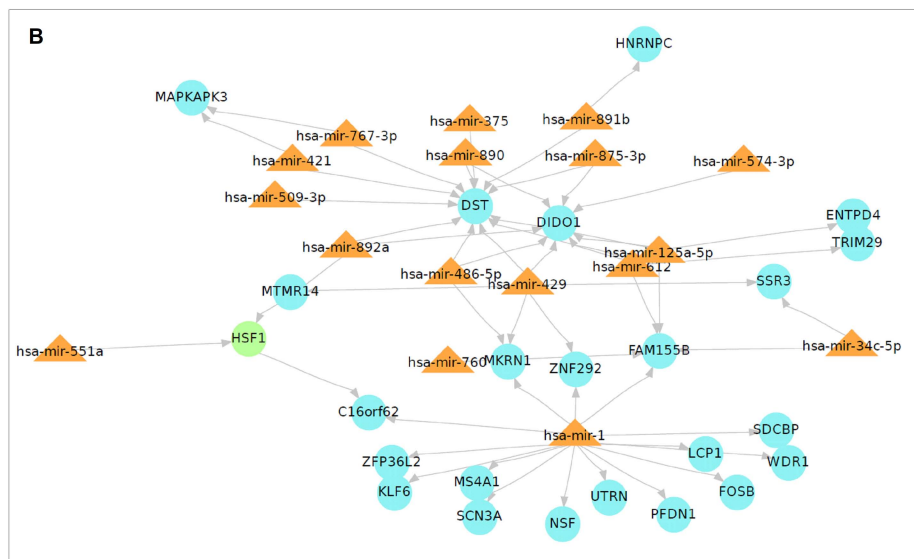 B
HNRNPC
MAPKAPK3
hsa-mir-375
hsa-mir-891b
hsa-mir-767-3p
hsa-mir-421
hsa-mir-890
hsa-mir-875-3p
hsa-mir-574-3p
hsa-mir-509-3p
DST
DIDO1
ENTPD4
TRIM29
hsa-mir-892a
hsa-mir-125a-5p
hsa-mir-612
hsa-mir-486-5p
hsa-mir-429
MTMR14
SSR3
HSF1
hsa-mir-551a
hsa-mir-34c-5p
hsa-mir-760
MKRN1
ZNF292
FAM155B
C16orf62
hsa-mir-1
SDCBP
LCP1
WDR1
ZFP36L2
KLF6
MS4A1
SCN3A
NSF
UTRN
PFDN1
FOSB